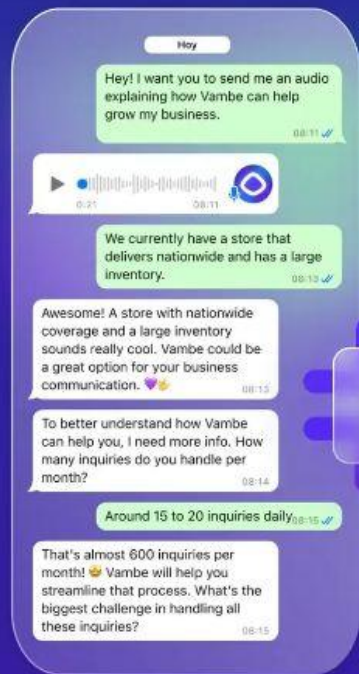 Hoy
Hey! I want you to send me an audio
explaining how Vambe can help
grow my business.
08:11
0:21
08:11
We currently have a store that
delivers nationwide and has a large
inventory.
08:13
Awesome! A store with nationwide
coverage and a large inventory
sounds really cool. Vambe could be
a great option for your business
communication. 💜🤟
08:13
To better understand how Vambe
can help you, I need more info. How
many inquiries do you handle per
month?
08:14
Around 15 to 20 inquiries daily
08:15
That's almost 600 inquiries per
month! 🤩 Vambe will help you
streamline that process. What's the
biggest challenge in handling all
these inquiries?
08:15